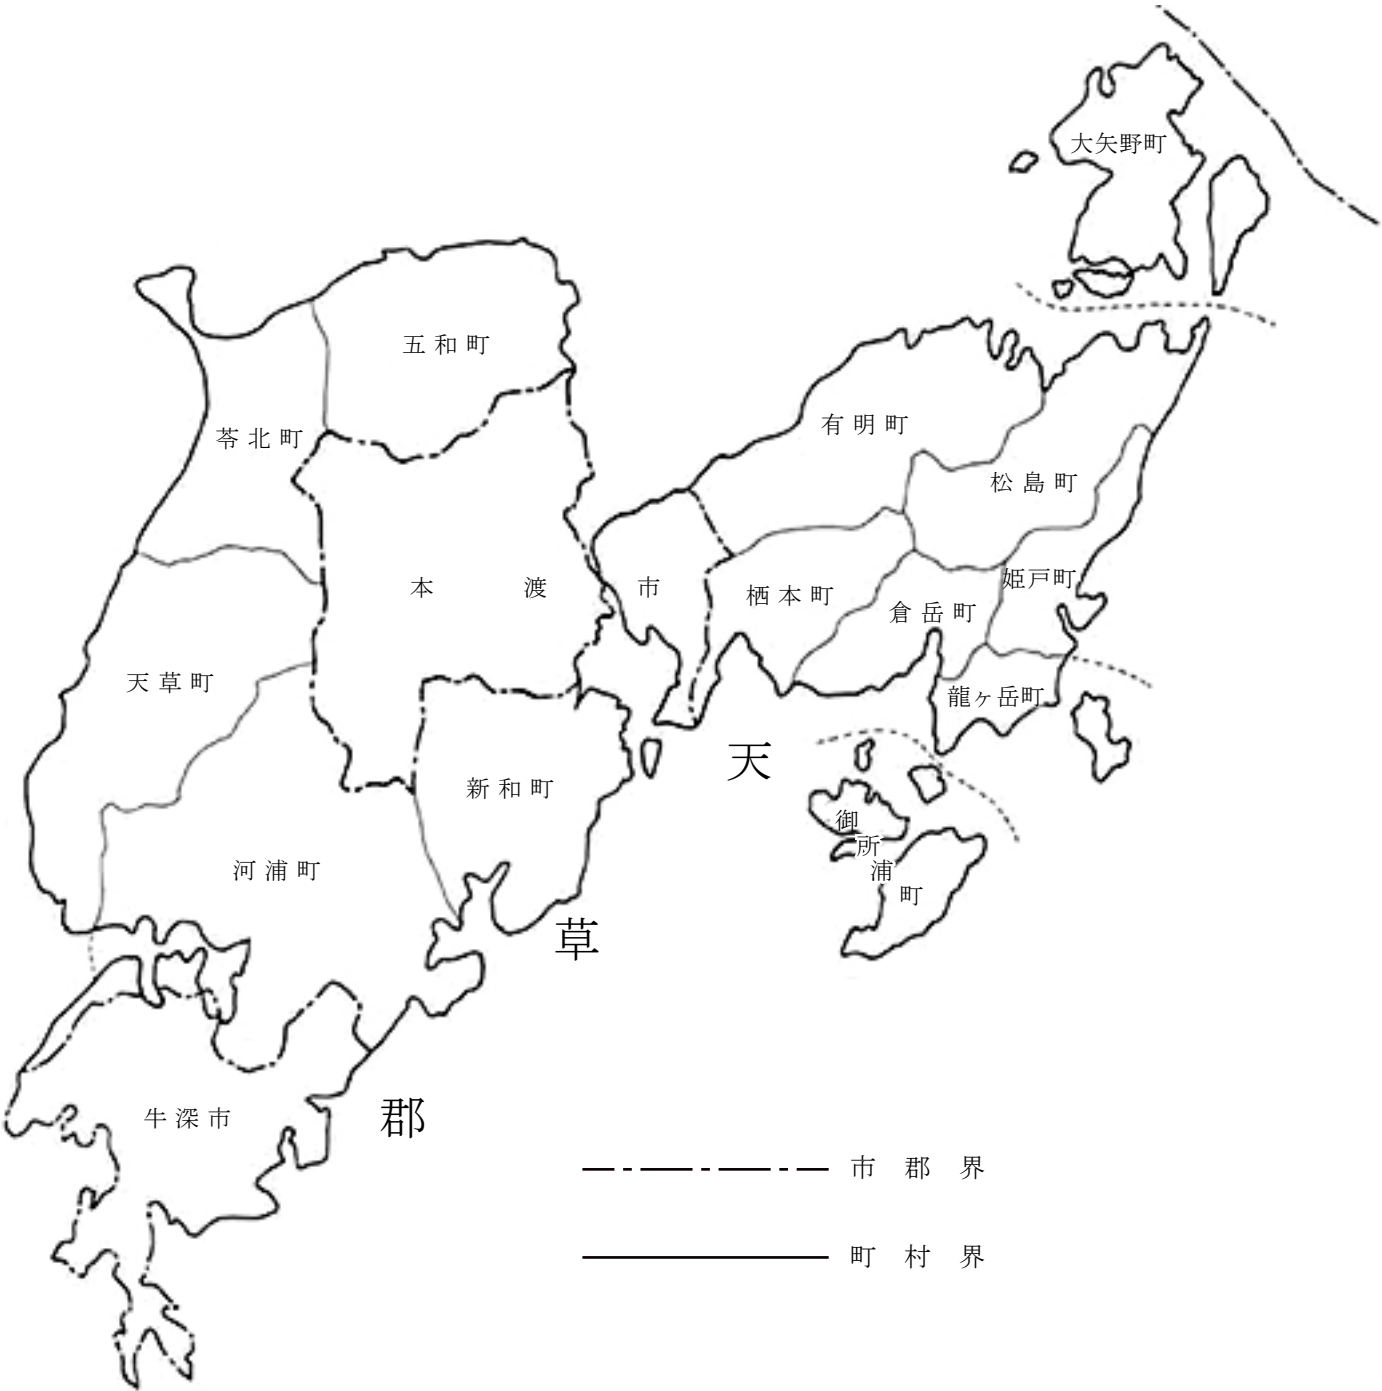 大矢野町
五和町
有明町
苓北町
松島町
姫戸町
本渡市
栖本町
倉岳町
天草町
龍ヶ岳町
新和町
御所浦町
河浦町
牛深市
天草郡
市郡界
町村界